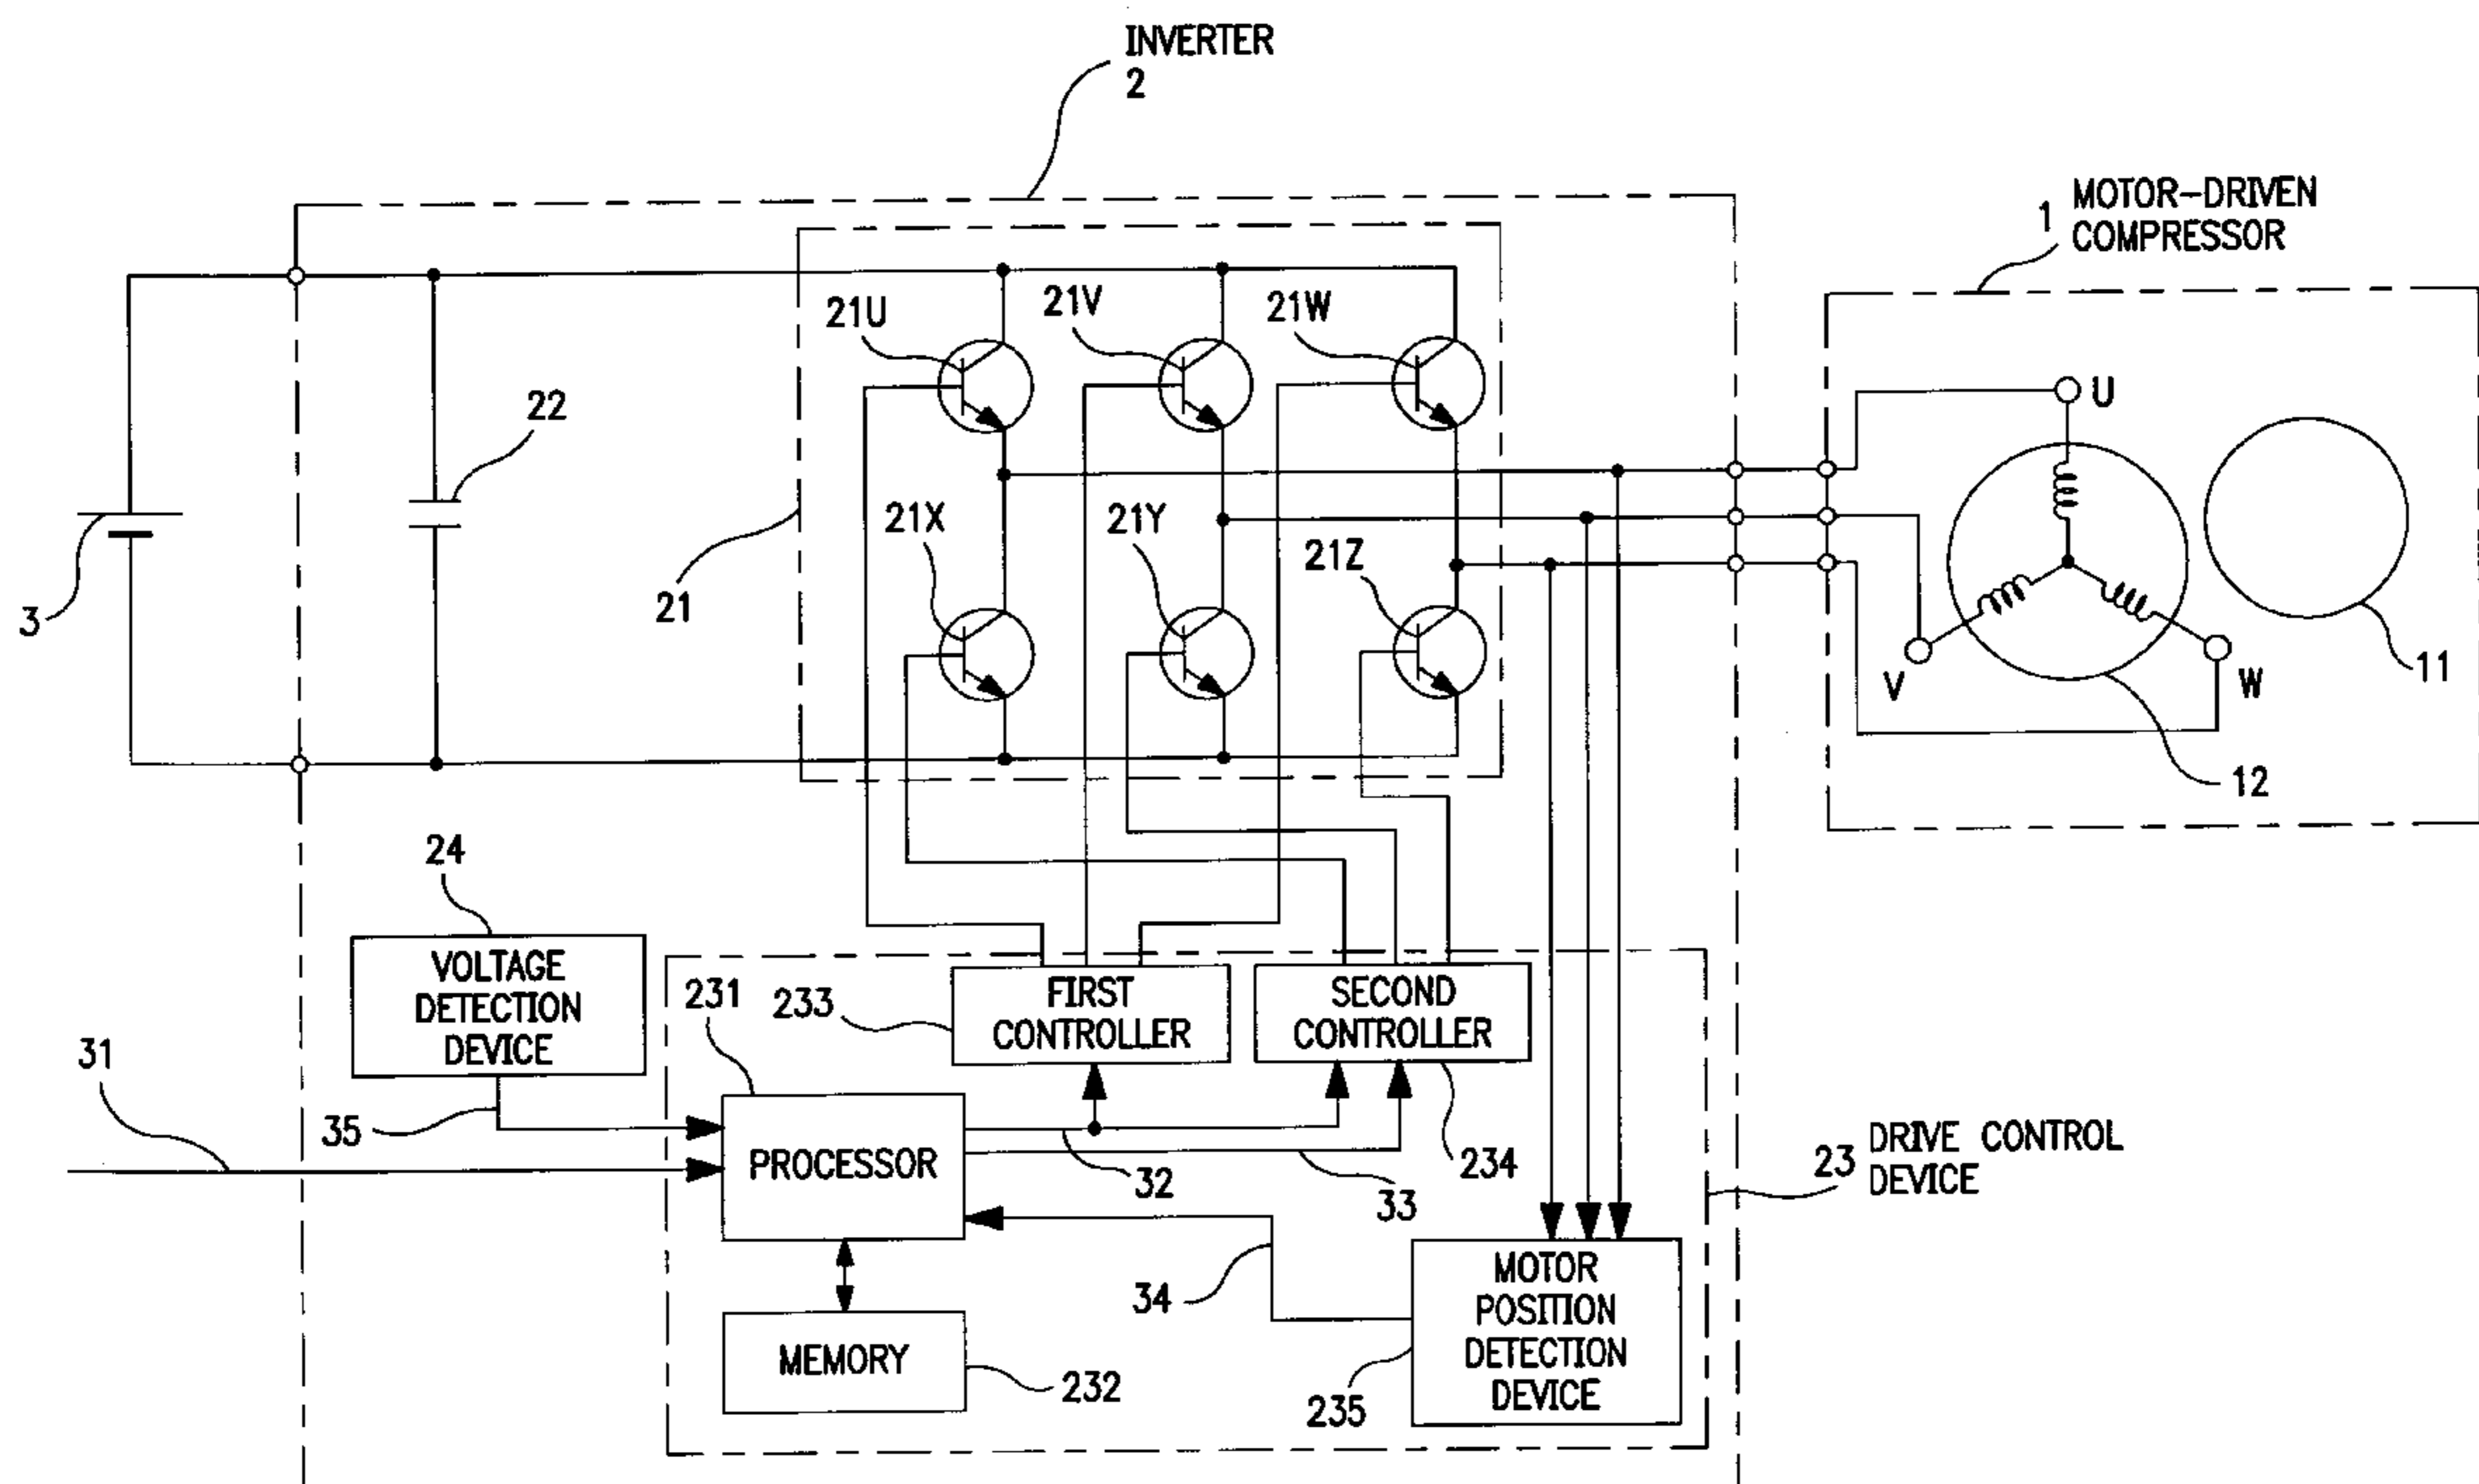 INVERTER
2
1 MOTOR-DRIVEN
COMPRESSOR
21U
21V
21W
22
U
21X
21Y
21Z
21
3
V
W
11
12
24
VOLTAGE
DETECTION
DEVICE
231
233
FIRST
CONTROLLER
SECOND
CONTROLLER
31
35
PROCESSOR
32
33
234
23 DRIVE CONTROL
DEVICE
34
MEMORY
232
MOTOR
POSITION
DETECTION
DEVICE
235